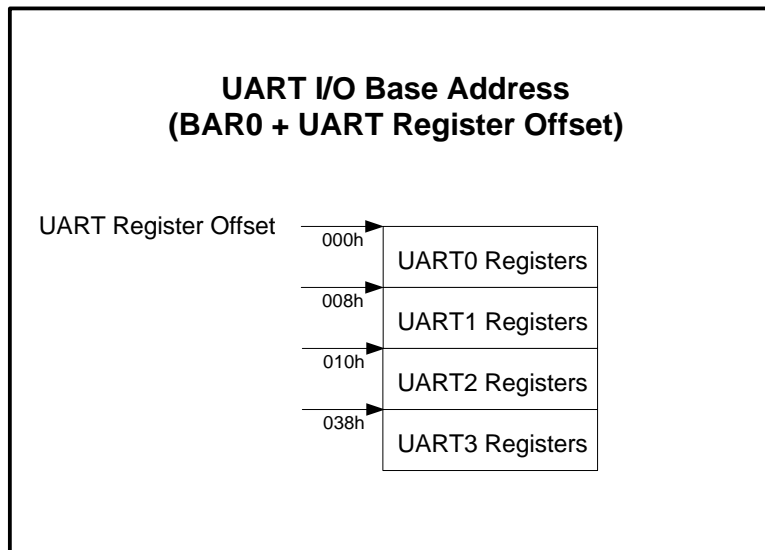 UART I/O Base Address
(BAR0 + UART Register Offset)
UART Register Offset
000h
UART0 Registers
008h
UART1 Registers
010h
UART2 Registers
038h
UART3 Registers